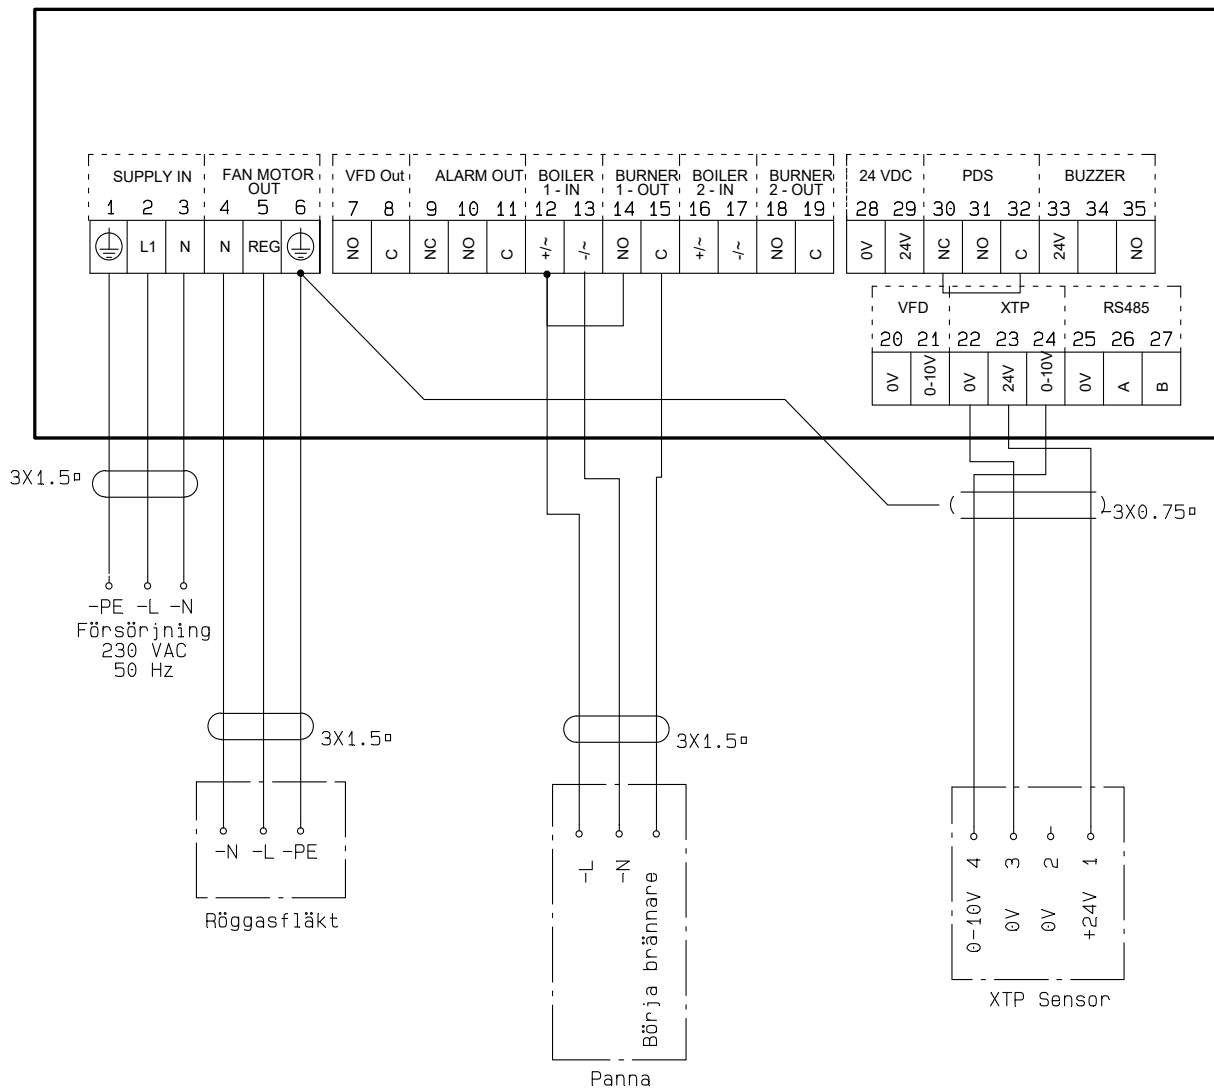 SUPPLY IN
FAN MOTOR
OUT
VFD Out
ALARM OUT
BOILER
1 - IN
BURNER
1 - OUT
BOILER
2 - IN
BURNER
2 - OUT
24 VDC
PDS
BUZZER
1 2 3 4 5 6 7 8 9 10 11 12 13 14 15 16 17 18 19 28 29 30 31 32 33 34 35
L1 N N REG NO C NC NO C +/~ -/~ NO C +/~ -/~ NO C 0V 24V NC NO C 24V NO
VFD
XTP
RS485
20 21 22 23 24 25 26 27
0V 0-10V 0V 24V 0-10V 0V A B
3X1.5▫
-3X0.75▫
-PE -L -N
Försörjning
230 VAC
50 Hz
3X1.5▫
3X1.5▫
-N -L -PE
Röggasfläkt
-L
-N
Börja brännare
Panna
4 3 2 1
0-10V 0V 0V +24V
XTP Sensor